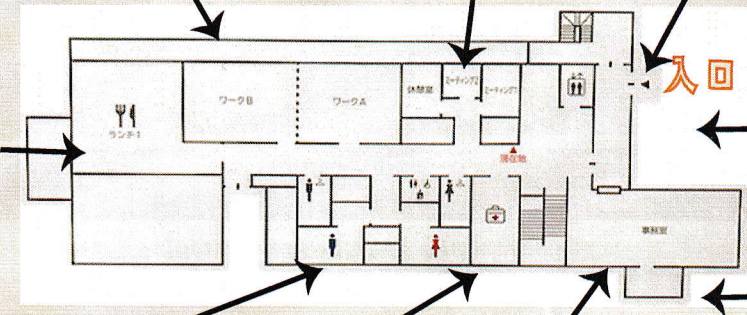 入口
ミーティング2
ミーティング1
休憩室
ワークB
ワークA
ランチ1
現在地
事務室